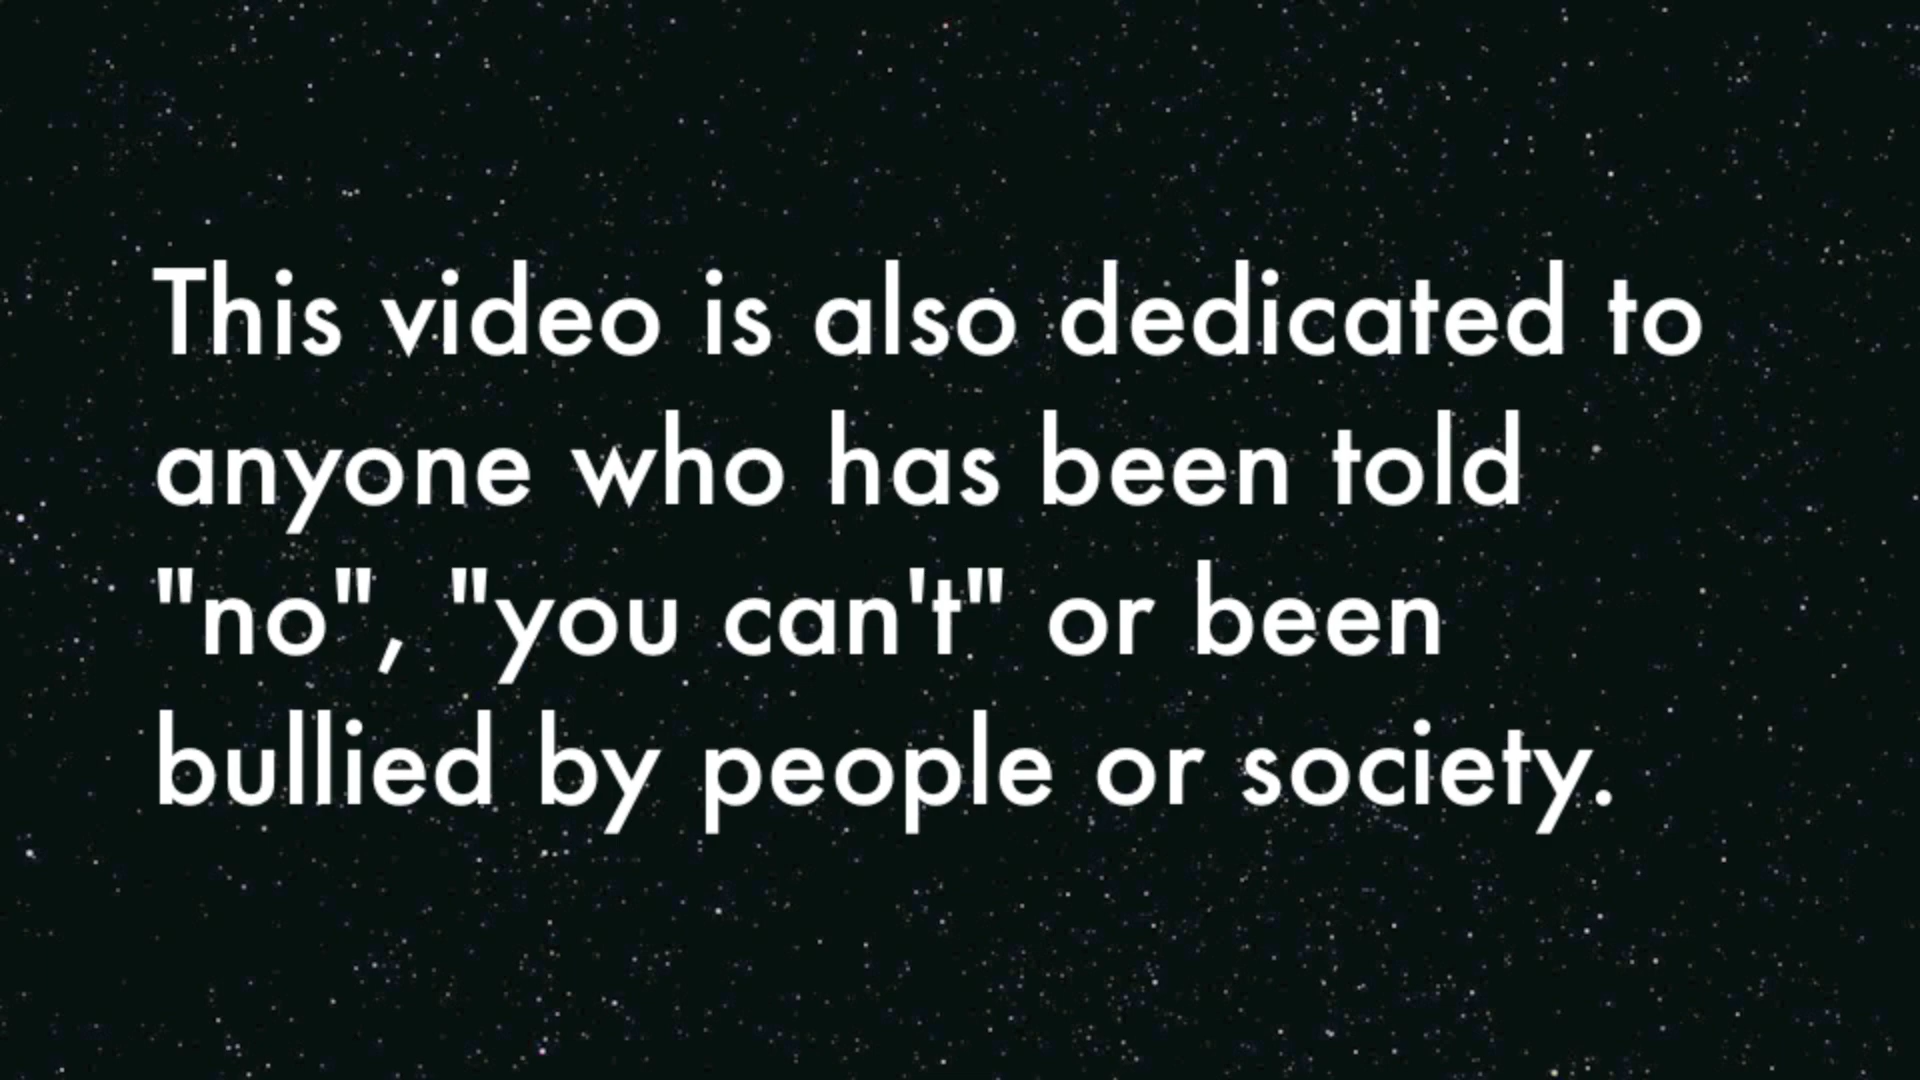 This video is also dedicated to
anyone who has been told
"no", "you can't" or been
bullied by people or society.